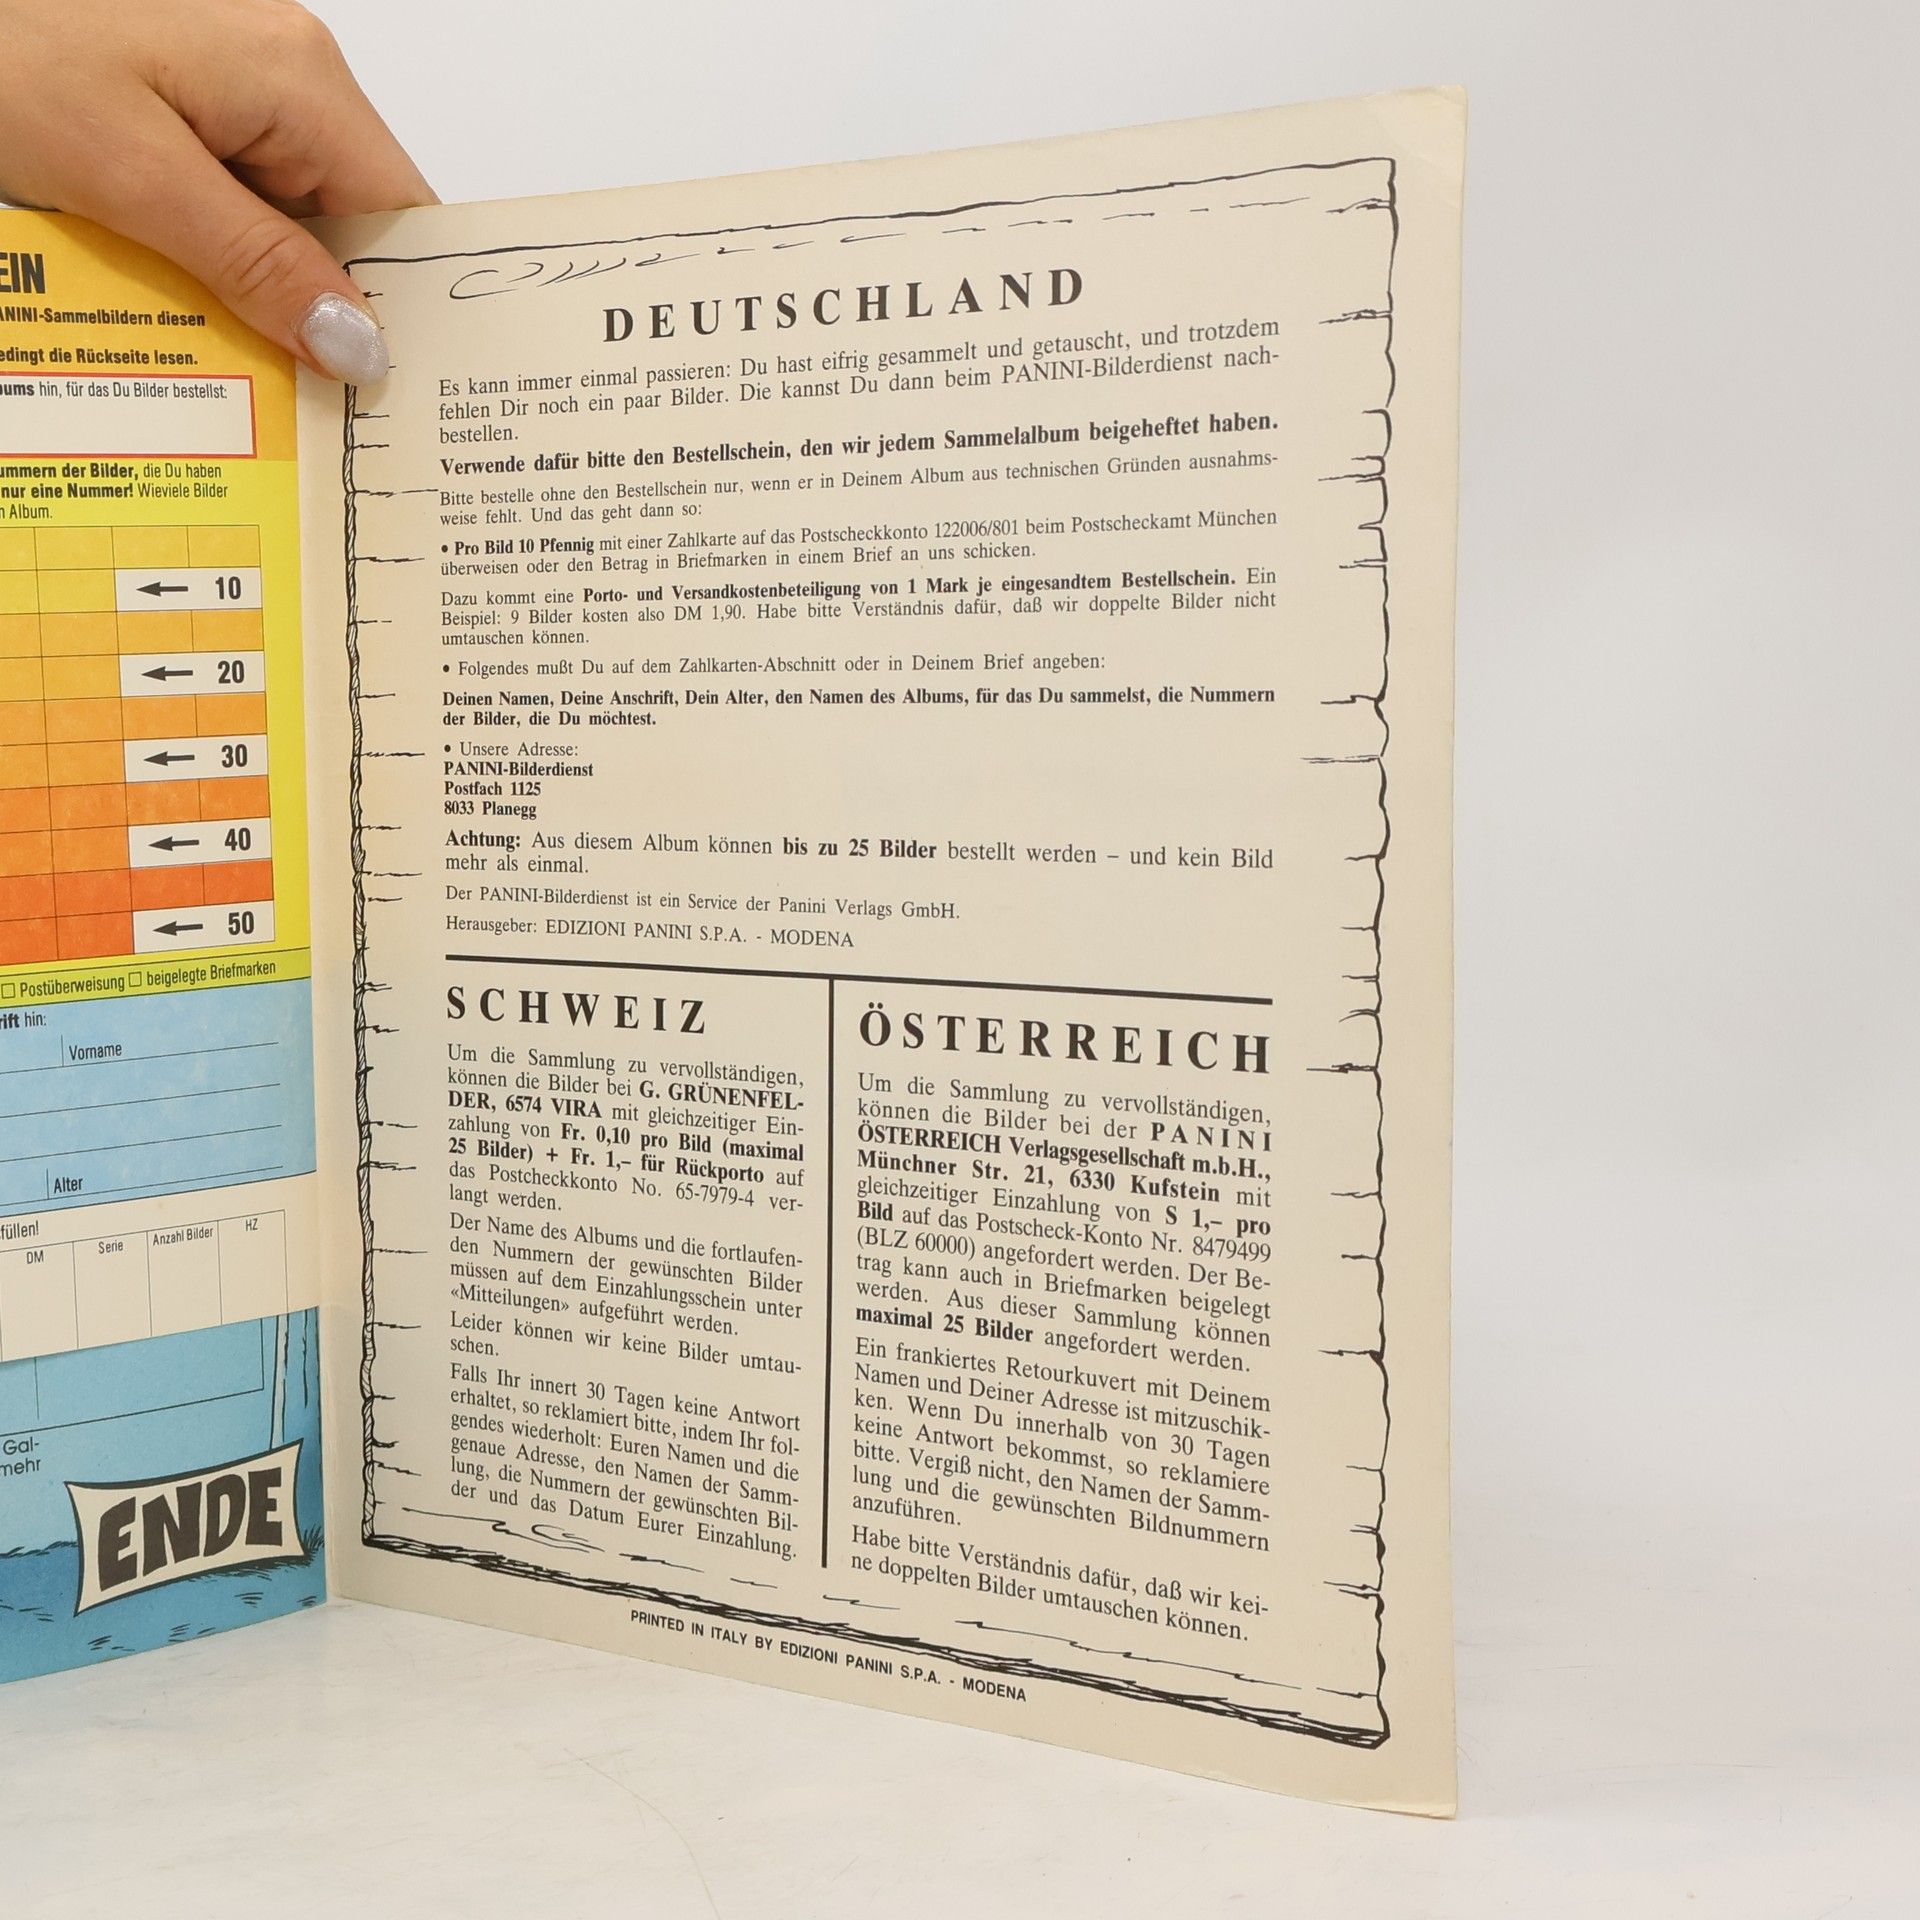 EIN
ANINI-Sammelbildern diesen
edingt die Rückseite lesen.
bums hin, für das Du Bilder bestellst:
ummern der Bilder, die Du haben
nur eine Nummer! Wieviele Bilder
n Album.
10
20
30
40
50
Postüberweisung beigelegte Briefmarken
rift hin:
Vorname
Alter
füllen!
DM
Serie
Anzahl Bilder
HZ
Gal-
mehr
ENDE
DEUTSCHLAND
Es kann immer einmal passieren: Du hast eifrig gesammelt und getauscht, und trotzdem
fehlen Dir noch ein paar Bilder. Die kannst Du dann beim PANINI-Bilderdienst nach-
bestellen.
Verwende dafür bitte den Bestellschein, den wir jedem Sammelalbum beigeheftet haben.
Bitte bestelle ohne den Bestellschein nur, wenn er in Deinem Album aus technischen Gründen ausnahms-
weise fehlt. Und das geht dann so:
• Pro Bild 10 Pfennig mit einer Zahlkarte auf das Postscheckkonto 122006/801 beim Postscheckamt München
überweisen oder den Betrag in Briefmarken in einem Brief an uns schicken.
Dazu kommt eine Porto- und Versandkostenbeteiligung von 1 Mark je eingesandtem Bestellschein. Ein
Beispiel: 9 Bilder kosten also DM 1,90. Habe bitte Verständnis dafür, daß wir doppelte Bilder nicht
umtauschen können.
• Folgendes mußt Du auf dem Zahlkarten-Abschnitt oder in Deinem Brief angeben:
Deinen Namen, Deine Anschrift, Dein Alter, den Namen des Albums, für das Du sammelst, die Nummern
der Bilder, die Du möchtest.
• Unsere Adresse:
PANINI-Bilderdienst
Postfach 1125
8033 Planegg
Achtung: Aus diesem Album können bis zu 25 Bilder bestellt werden – und kein Bild
mehr als einmal.
Der PANINI-Bilderdienst ist ein Service der Panini Verlags GmbH.
Herausgeber: EDIZIONI PANINI S.P.A. - MODENA
SCHWEIZ
Um die Sammlung zu vervollständigen,
können die Bilder bei G. GRÜNENFEL-
DER, 6574 VIRA mit gleichzeitiger Ein-
zahlung von Fr. 0,10 pro Bild (maximal
25 Bilder) + Fr. 1,– für Rückporto auf
das Postcheckkonto No. 65-7979-4 ver-
langt werden.
Der Name des Albums und die fortlaufen-
den Nummern der gewünschten Bilder
müssen auf dem Einzahlungsschein unter
«Mitteilungen» aufgeführt werden.
Leider können wir keine Bilder umtau-
schen.
Falls Ihr innert 30 Tagen keine Antwort
erhaltet, so reklamiert bitte, indem Ihr fol-
gendes wiederholt: Euren Namen und die
genaue Adresse, den Namen der Samm-
lung, die Nummern der gewünschten Bil-
der und das Datum Eurer Einzahlung.
ÖSTERREICH
Um die Sammlung zu vervollständigen,
können die Bilder bei der PANINI
ÖSTERREICH Verlagsgesellschaft m.b.H.,
Münchner Str. 21, 6330 Kufstein mit
gleichzeitiger Einzahlung von S 1,– pro
Bild auf das Postscheck-Konto Nr. 8479499
(BLZ 60000) angefordert werden. Der Be-
trag kann auch in Briefmarken beigelegt
werden. Aus dieser Sammlung können
maximal 25 Bilder angefordert werden.
Ein frankiertes Retourkuvert mit Deinem
Namen und Deiner Adresse ist mitzuschik-
ken. Wenn Du innerhalb von 30 Tagen
keine Antwort bekommst, so reklamiere
bitte. Vergiß nicht, den Namen der Samm-
lung und die gewünschten Bildnummern
anzuführen.
Habe bitte Verständnis dafür, daß wir kei-
ne doppelten Bilder umtauschen können.
PRINTED IN ITALY BY EDIZIONI PANINI S.P.A. - MODENA